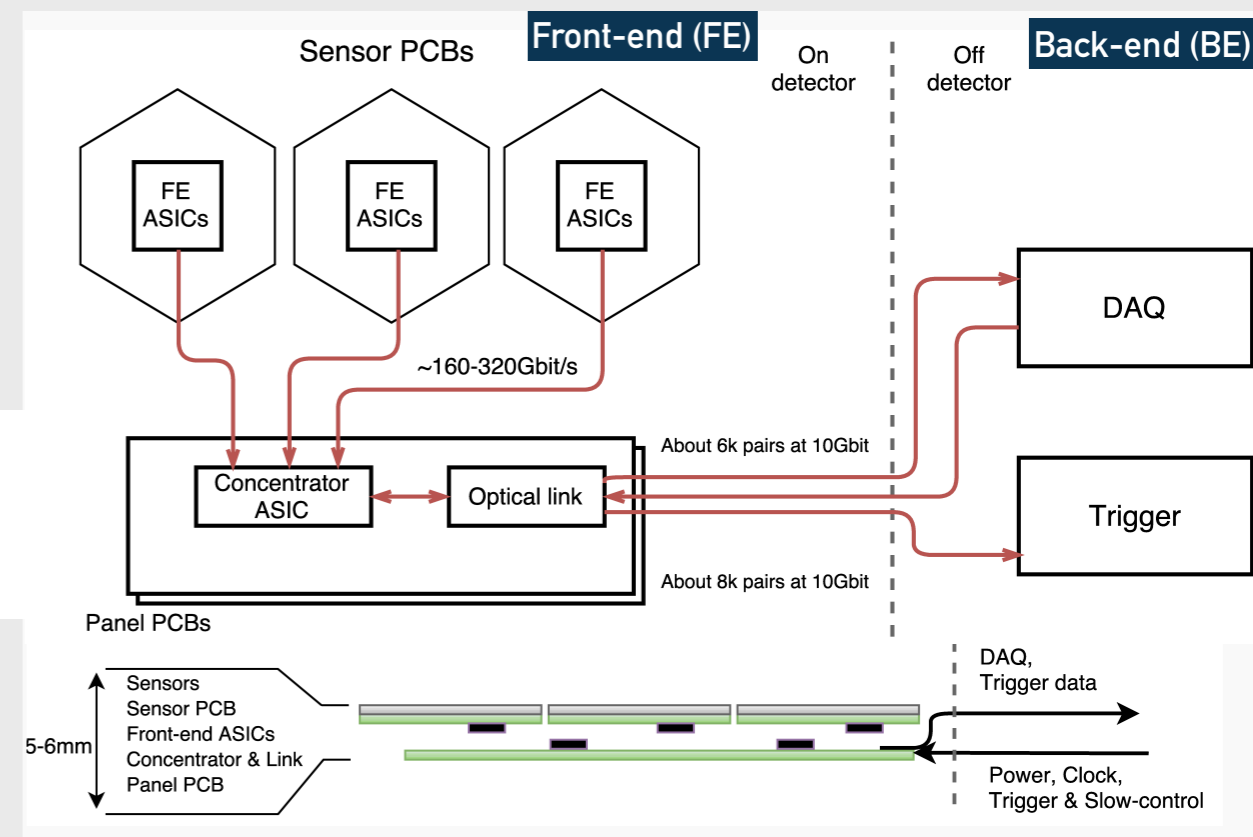 Sensor PCBs
Front-end (FE)
On
detector
Off
detector
Back-end (BE)
FE
ASICs
FE
ASICs
FE
ASICs
~160-320Gbit/s
DAQ
About 6k pairs at 10Gbit
Concentrator
ASIC
Optical link
Trigger
About 8k pairs at 10Gbit
Panel PCBs
5-6mm
Sensors
Sensor PCB
Front-end ASICs
Concentrator & Link
Panel PCB
DAQ,
Trigger data
Power, Clock,
Trigger & Slow-control